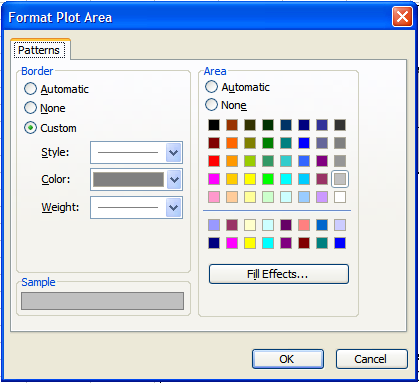 Format Plot Area
Patterns
Border
Automatic
None
Custom
Style:
Color:
Weight:
Sample
Area
Automatic
None
Fill Effects...
OK
Cancel